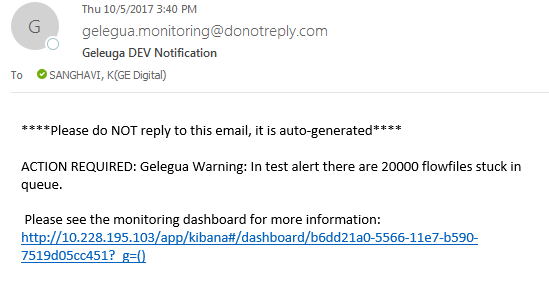 Thu 10/5/2017 3:40 PM
G
gelegua.monitoring@donotreply.com
Geleuga DEV Notification
To SANGHAVI, K(GE Digital)
****Please do NOT reply to this email, it is auto-generated****
ACTION REQUIRED: Gelegua Warning: In test alert there are 20000 flowfiles stuck in
queue.
Please see the monitoring dashboard for more information:
http://10.228.195.103/app/kibana#/dashboard/b6dd21a0-5566-11e7-b590-
7519d05cc451?_g=()